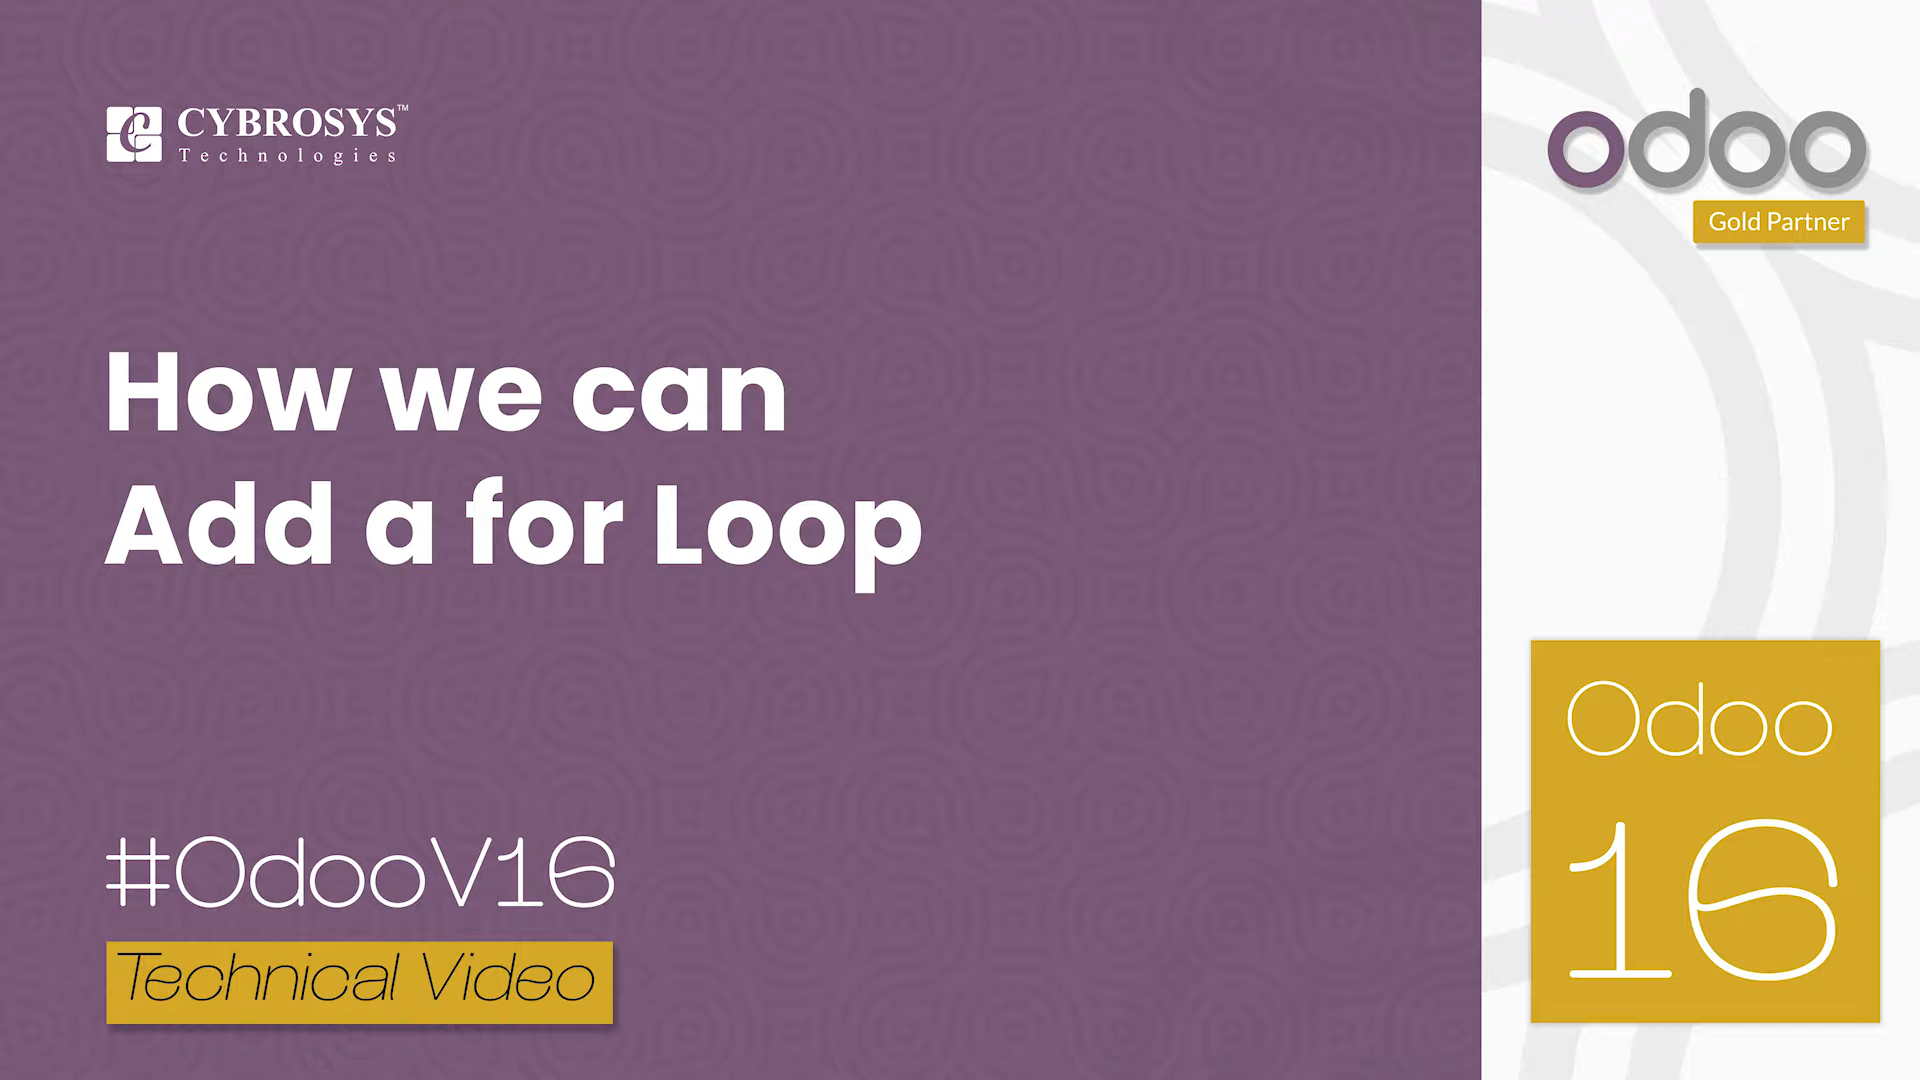 CYBROSYS™
Technologies
odoo
Gold Partner
How we can
Add a for Loop
#OdooV16
Technical Video
Odoo
16